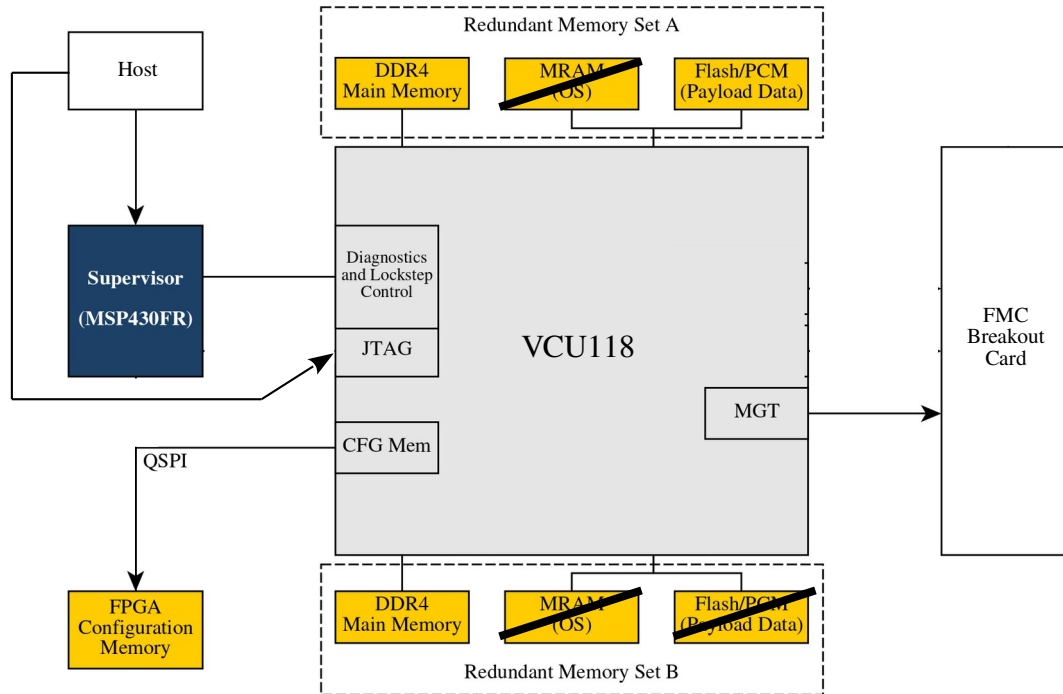 Redundant Memory Set A
DDR4
Main Memory
MRAM
(OS)
Flash/PCM
(Payload Data)
Host
Supervisor
(MSP430FR)
Diagnostics
and Lockstep
Control
JTAG
VCU118
FMC
Breakout
Card
MGT
CFG Mem
QSPI
FPGA
Configuration
Memory
DDR4
Main Memory
MRAM
(OS)
Flash/PCM
(Payload Data)
Redundant Memory Set B